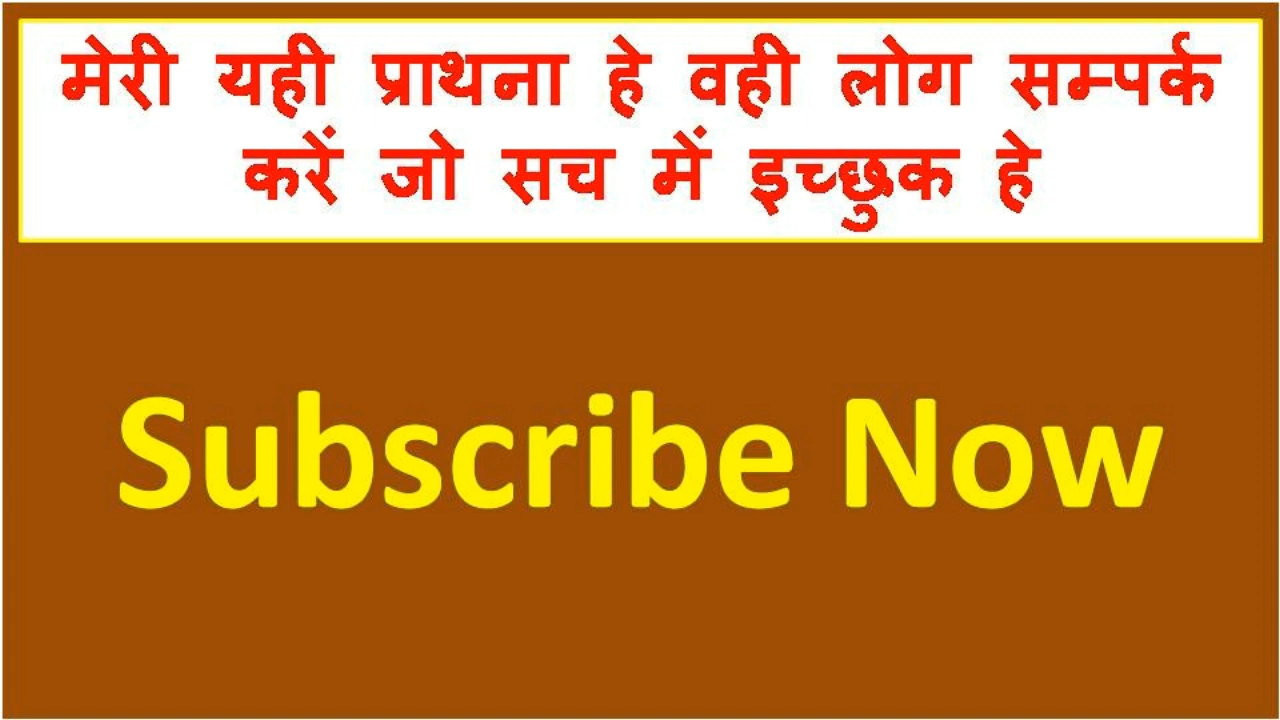 मेरी यही प्राथना हे वही लोग सम्पर्क
करें जो सच में इच्छुक हे
Subscribe Now